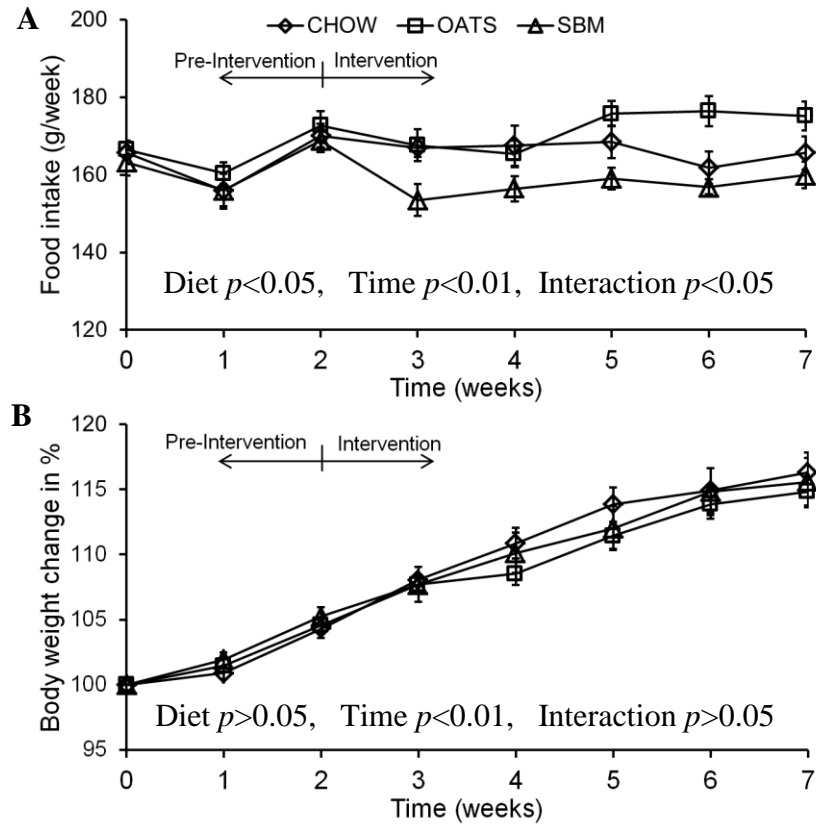 A
CHOW OATS SBM
200
Pre-Intervention Intervention
180
160
140
120
Food intake (g/week)
Diet p<0.05, Time p<0.01, Interaction p<0.05
0 1 2 3 4 5 6 7
Time (weeks)
B
120
Pre-Intervention Intervention
115
110
105
100
95
Body weight change in %
Diet p>0.05, Time p<0.01, Interaction p>0.05
0 1 2 3 4 5 6 7
Time (weeks)